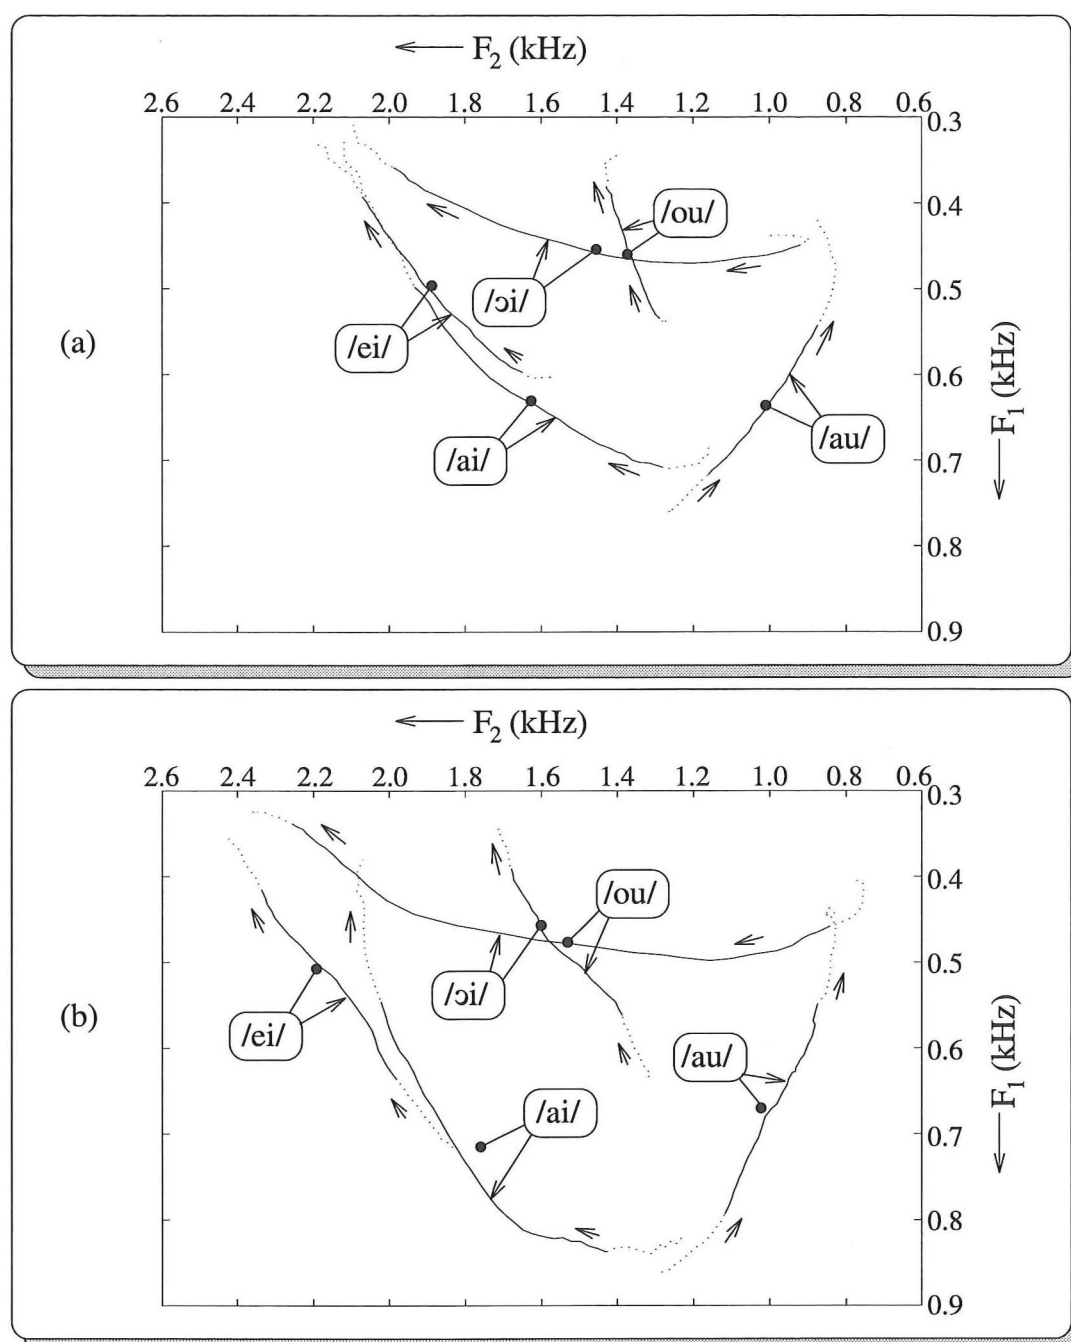 ← F₂ (kHz)
2.6 2.4 2.2 2.0 1.8 1.6 1.4 1.2 1.0 0.8 0.6
0.3
0.4
/ou/
0.5
/ɔi/
(a)
/ei/
0.6
F₁ (kHz)
/au/
/ai/
0.7
0.8
0.9
← F₂ (kHz)
2.6 2.4 2.2 2.0 1.8 1.6 1.4 1.2 1.0 0.8 0.6
0.3
0.4
/ou/
0.5
/ɔi/
(b)
/ei/
0.6
/au/
F₁ (kHz)
/ai/
0.7
0.8
0.9